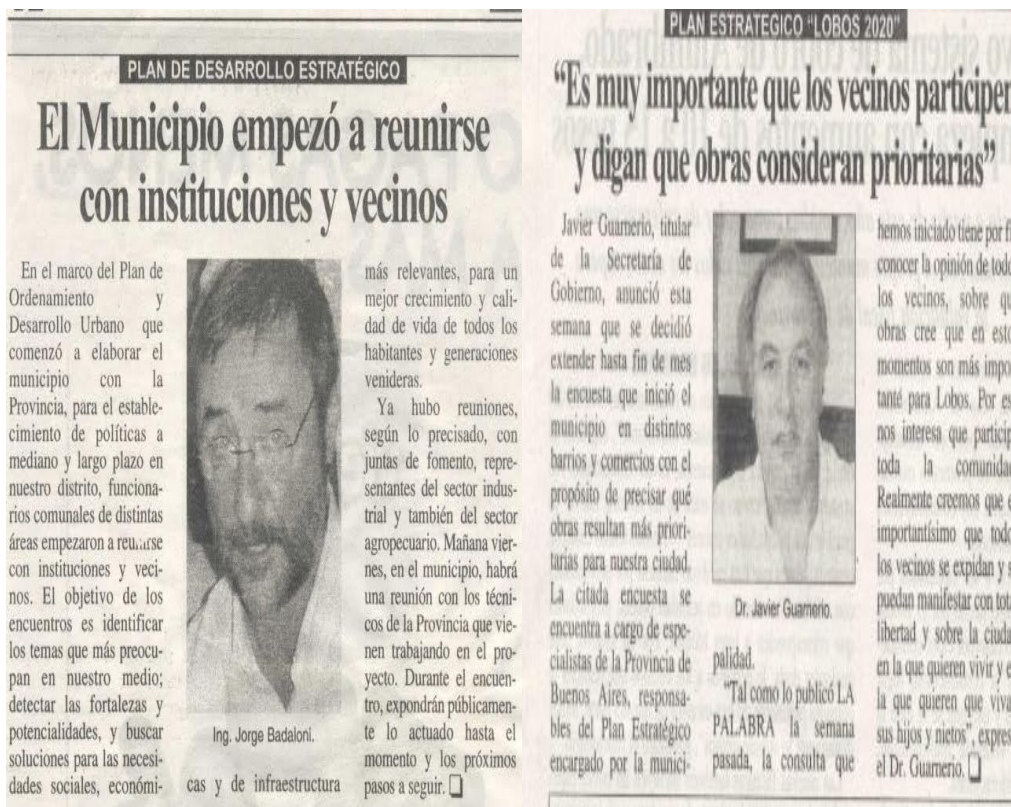 PLAN DE DESARROLLO ESTRATÉGICO
El Municipio empezó a reunirse
con instituciones y vecinos
En el marco del Plan de
Ordenamiento y
Desarrollo Urbano que
comenzó a elaborar el
municipio con la
Provincia, para el estable-
cimiento de políticas a
mediano y largo plazo en
nuestro distrito, funciona-
rios comunales de distintas
áreas empezaron a reunirse
con instituciones y veci-
nos. El objetivo de los
encuentros es identificar
los temas que más preocu-
pan en nuestro medio;
detectar las fortalezas y
potencialidades, y buscar
soluciones para las necesi-
dades sociales, económi-
Ing. Jorge Badaloni.
cas y de infraestructura
más relevantes, para un
mejor crecimiento y cali-
dad de vida de todos los
habitantes y generaciones
venideras.
Ya hubo reuniones,
según lo precisado, con
juntas de fomento, repre-
sentantes del sector indus-
trial y también del sector
agropecuario. Mañana vier-
nes, en el municipio, habrá
una reunión con los técni-
cos de la Provincia que vie-
nen trabajando en el pro-
yecto. Durante el encuen-
tro, expondrán públicamen-
te lo actuado hasta el
momento y los próximos
pasos a seguir.
PLAN ESTRATEGICO "LOBOS 2020"
“Es muy importante que los vecinos participen
y digan que obras consideran prioritarias”
Javier Guamerio, titular
de la Secretaría de
Gobierno, anunció esta
semana que se decidió
extender hasta fin de mes
la encuesta que inició el
municipio en distintos
barrios y comercios con el
propósito de precisar qué
obras resultan más priori-
tarias para nuestra ciudad.
La citada encuesta se
encuentra a cargo de espe-
cialistas de la Provincia de
Buenos Aires, responsa-
bles del Plan Estratégico
encargado por la munici-
Dr. Javier Guamerio.
palidad.
“Tal como lo publicó LA
PALABRA la semana
pasada, la consulta que
hemos iniciado tiene por fi
conocer la opinión de todo
los vecinos, sobre qu
obras cree que en esto
momentos son más impo
tante para Lobos. Por es
nos interesa que particip
toda la comunidad
Realmente creemos que e
importantísimo que todo
los vecinos se expidan y s
puedan manifestar con tota
libertad y sobre la ciuda
en la que quieren vivir y e
la que quieren que viva
sus hijos y nietos”, expres
el Dr. Guamerio.